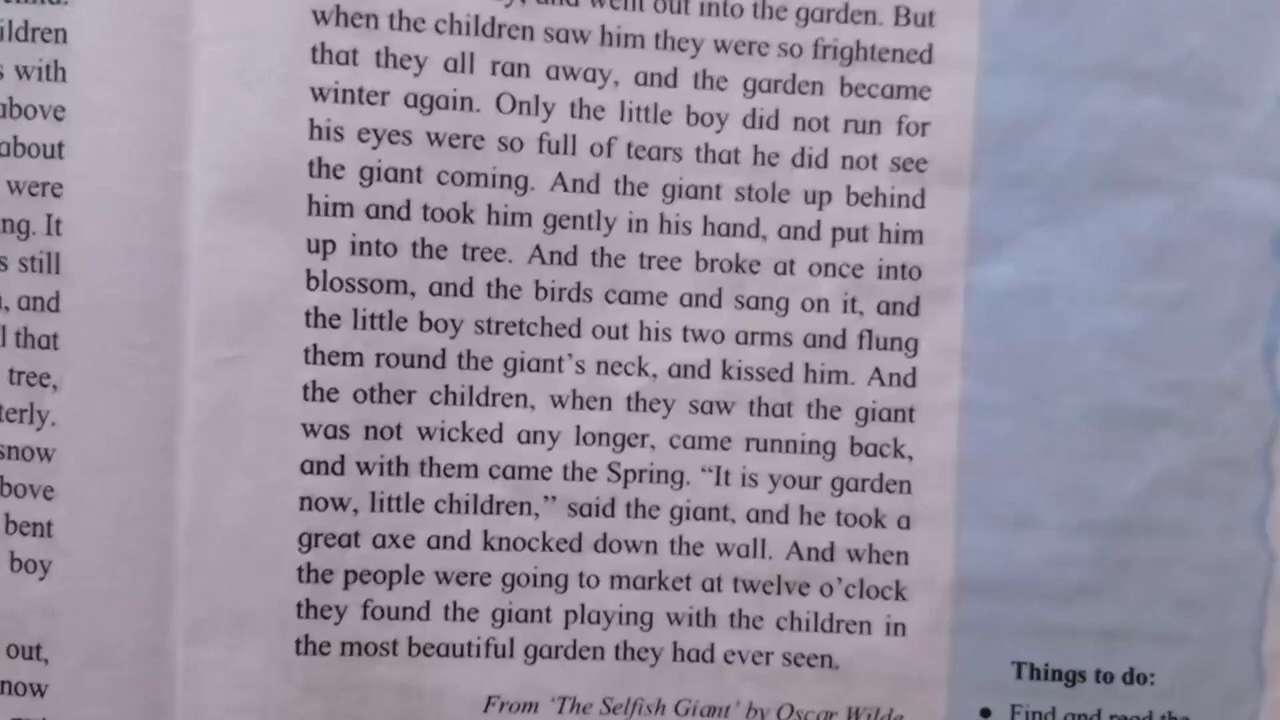 ildren
s with
above
about
were
ng. It
s still
, and
l that
tree,
terly.
snow
bove
bent
boy
out,
now
went out into the garden. But
when the children saw him they were so frightened
that they all ran away, and the garden became
winter again. Only the little boy did not run for
his eyes were so full of tears that he did not see
the giant coming. And the giant stole up behind
him and took him gently in his hand, and put him
up into the tree. And the tree broke at once into
blossom, and the birds came and sang on it, and
the little boy stretched out his two arms and flung
them round the giant's neck, and kissed him. And
the other children, when they saw that the giant
was not wicked any longer, came running back,
and with them came the Spring. “It is your garden
now, little children,” said the giant, and he took a
great axe and knocked down the wall. And when
the people were going to market at twelve o'clock
they found the giant playing with the children in
the most beautiful garden they had ever seen.
From ‘The Selfish Giant’ by Oscar Wilde
Things to do:
• Find and read the